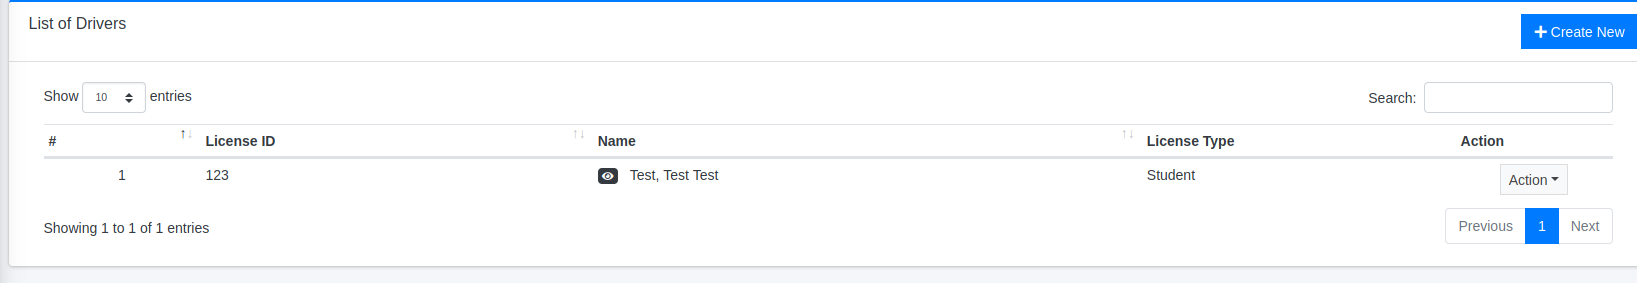 List of Drivers
Create New
Show 10 entries
Search:
# License ID Name License Type Action
1 123 Test, Test Test Student Action
Showing 1 to 1 of 1 entries
Previous 1 Next